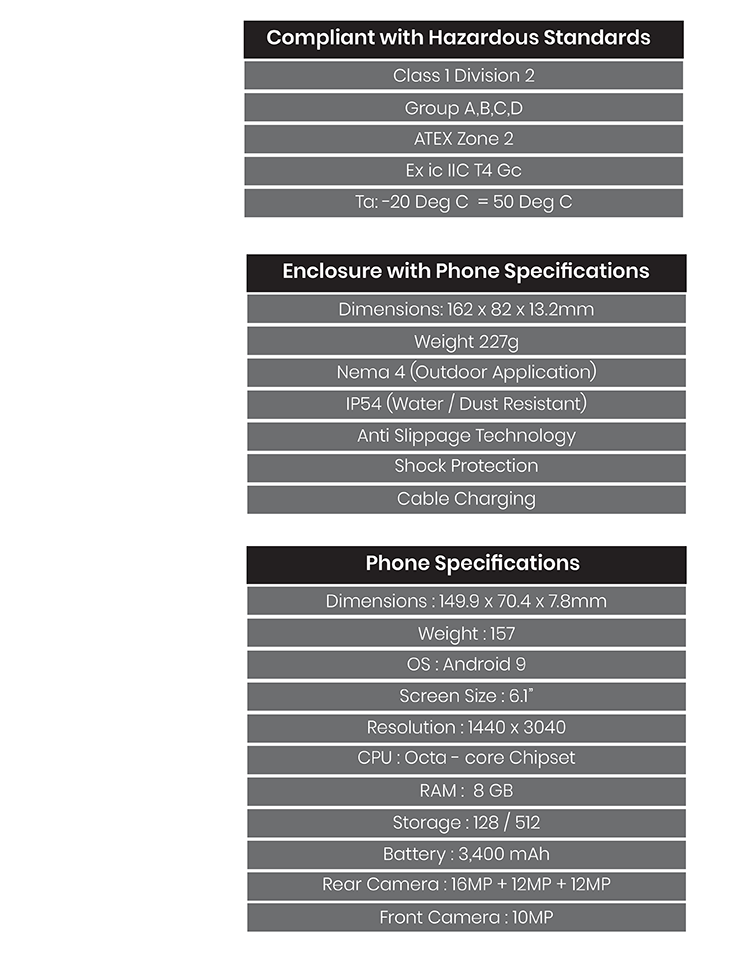 Compliant with Hazardous Standards
Class 1 Division 2
Group A,B,C,D
ATEX Zone 2
Ex ic IIC T4 Gc
Ta: -20 Deg C = 50 Deg C
Enclosure with Phone Specifications
Dimensions: 162 x 82 x 13.2mm
Weight 227g
Nema 4 (Outdoor Application)
IP54 (Water / Dust Resistant)
Anti Slippage Technology
Shock Protection
Cable Charging
Phone Specifications
Dimensions : 149.9 x 70.4 x 7.8mm
Weight : 157
OS : Android 9
Screen Size : 6.1”
Resolution : 1440 x 3040
CPU : Octa - core Chipset
RAM : 8 GB
Storage : 128 / 512
Battery : 3,400 mAh
Rear Camera : 16MP + 12MP + 12MP
Front Camera : 10MP